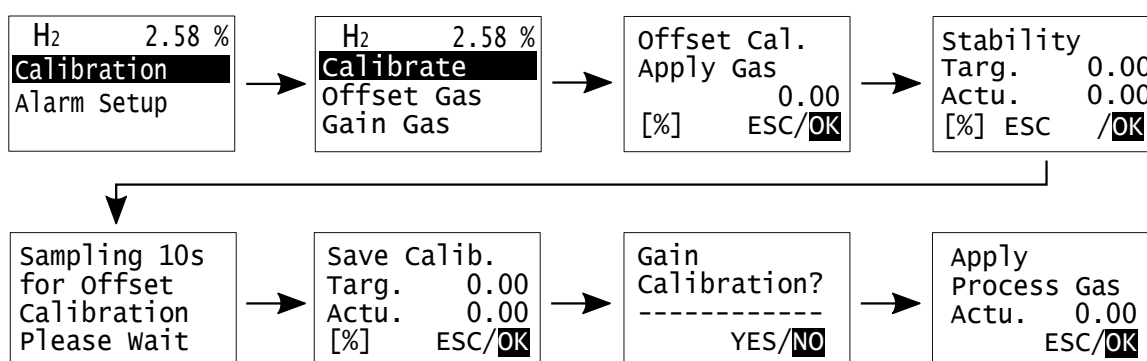 H2 2.58 %
Calibration
Alarm Setup
H2 2.58 %
Calibrate
Offset Gas
Gain Gas
Offset Cal.
Apply Gas
0.00
[%] ESC/OK
Stability
Targ. 0.00
Actu. 0.00
[%] ESC /OK
Sampling 10s
for Offset
Calibration
Please Wait
Save Calib.
Targ. 0.00
Actu. 0.00
[%] ESC/OK
Gain
Calibration?
------------
YES/NO
Apply
Process Gas
Actu. 0.00
ESC/OK